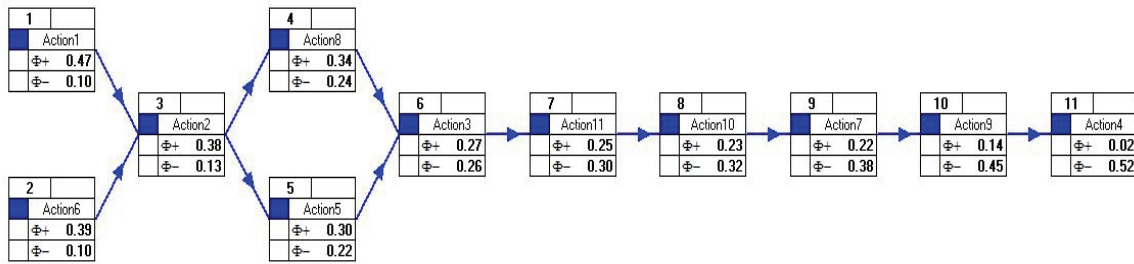 1
Action1
Φ+ 0.47
Φ− 0.10
2
Action6
Φ+ 0.39
Φ− 0.10
3
Action2
Φ+ 0.38
Φ− 0.13
4
Action8
Φ+ 0.34
Φ− 0.24
5
Action5
Φ+ 0.30
Φ− 0.22
6
Action3
Φ+ 0.27
Φ− 0.26
7
Action11
Φ+ 0.25
Φ− 0.30
8
Action10
Φ+ 0.23
Φ− 0.32
9
Action7
Φ+ 0.22
Φ− 0.38
10
Action9
Φ+ 0.14
Φ− 0.45
11
Action4
Φ+ 0.02
Φ− 0.52